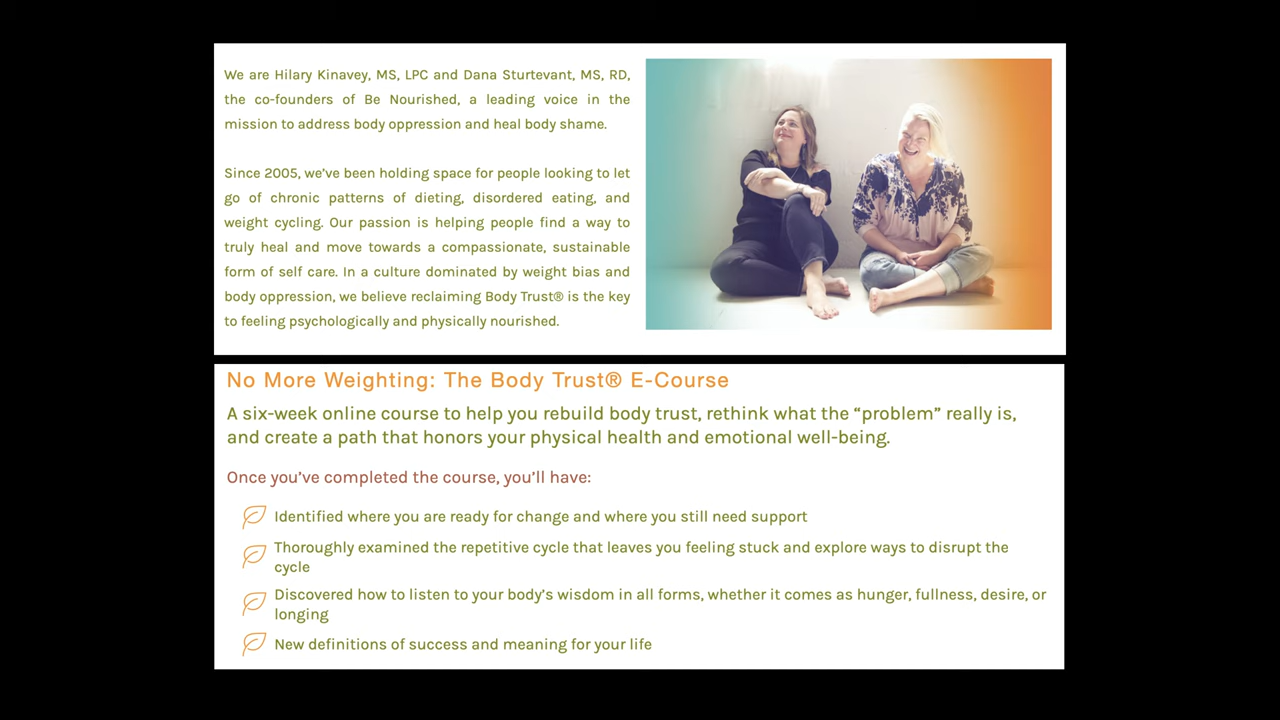 We are Hilary Kinavey, MS, LPC and Dana Sturtevant, MS, RD,
the co-founders of Be Nourished, a leading voice in the
mission to address body oppression and heal body shame.
Since 2005, we’ve been holding space for people looking to let
go of chronic patterns of dieting, disordered eating, and
weight cycling. Our passion is helping people find a way to
truly heal and move towards a compassionate, sustainable
form of self care. In a culture dominated by weight bias and
body oppression, we believe reclaiming Body Trust® is the key
to feeling psychologically and physically nourished.
No More Weighting: The Body Trust® E-Course
A six-week online course to help you rebuild body trust, rethink what the “problem” really is,
and create a path that honors your physical health and emotional well-being.
Once you’ve completed the course, you’ll have:
Identified where you are ready for change and where you still need support
Thoroughly examined the repetitive cycle that leaves you feeling stuck and explore ways to disrupt the
cycle
Discovered how to listen to your body’s wisdom in all forms, whether it comes as hunger, fullness, desire, or
longing
New definitions of success and meaning for your life